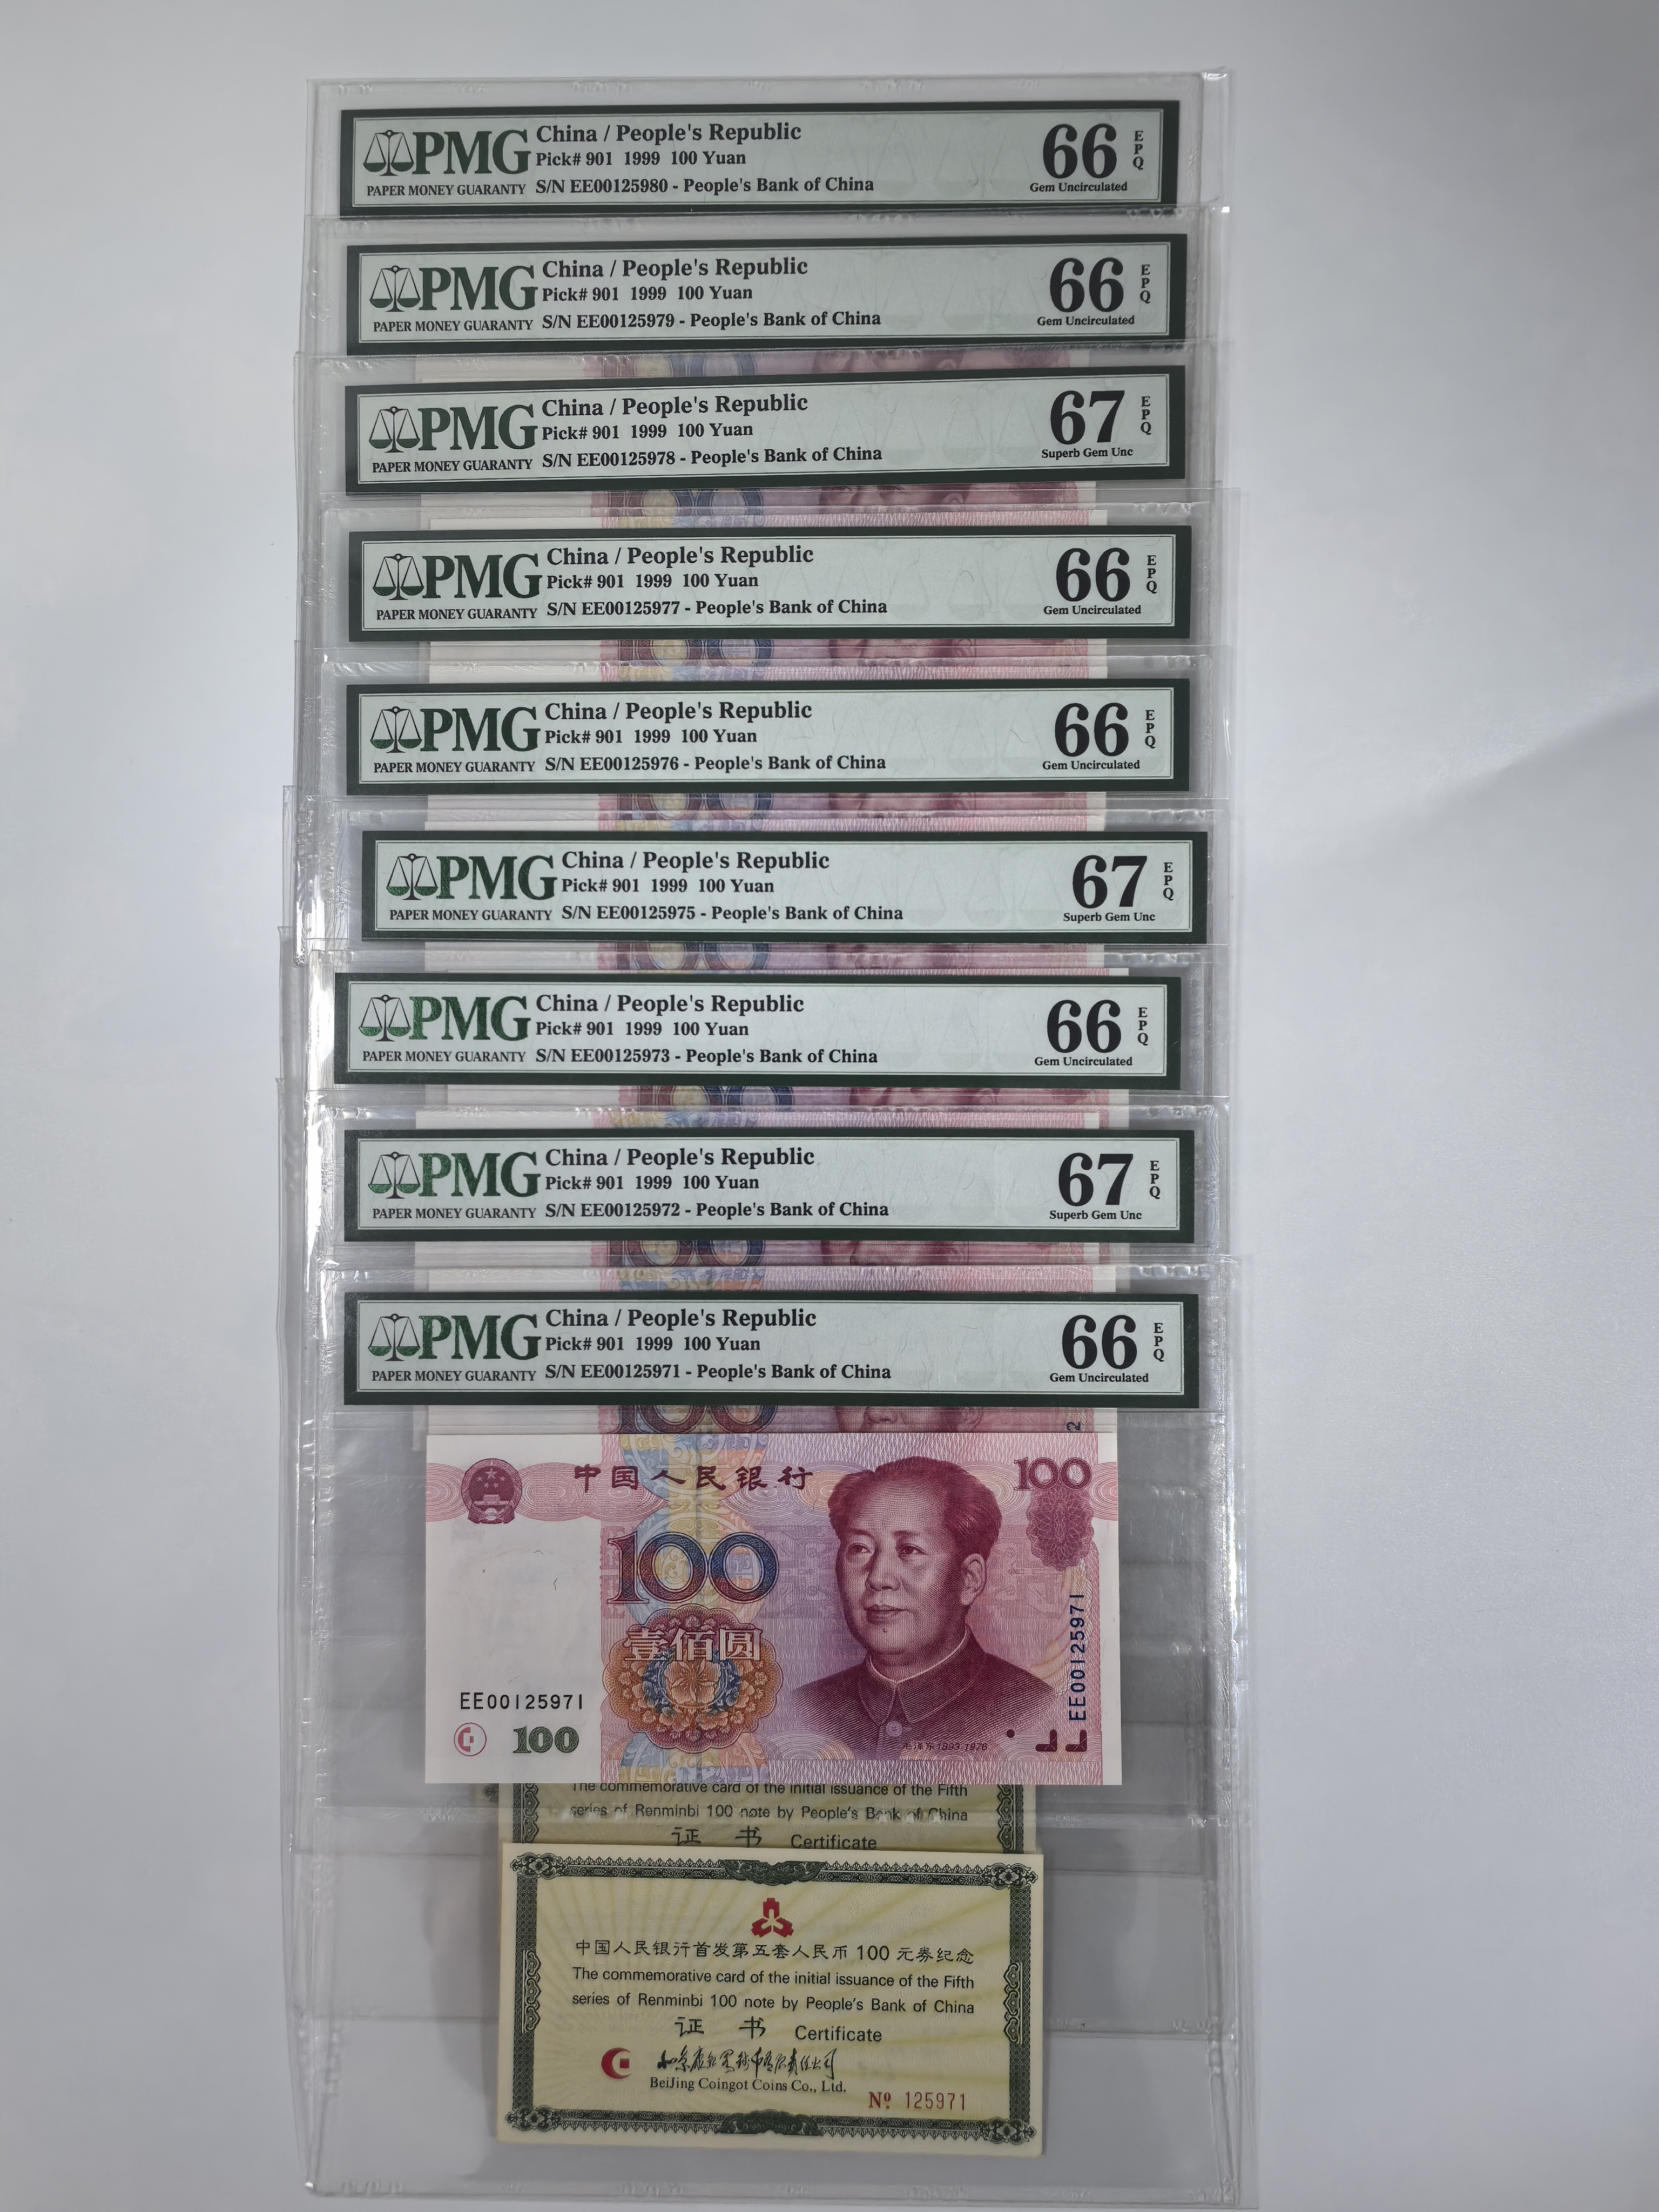 PMG
PAPER MONEY GUARANTY
China / People's Republic
Pick# 901 1999 100 Yuan
S/N EE00125980 - People's Bank of China
66 EPQ
Gem Uncirculated
PMG
PAPER MONEY GUARANTY
China / People's Republic
Pick# 901 1999 100 Yuan
S/N EE00125979 - People's Bank of China
66 EPQ
Gem Uncirculated
PMG
PAPER MONEY GUARANTY
China / People's Republic
Pick# 901 1999 100 Yuan
S/N EE00125978 - People's Bank of China
67 EPQ
Superb Gem Unc
PMG
PAPER MONEY GUARANTY
China / People's Republic
Pick# 901 1999 100 Yuan
S/N EE00125977 - People's Bank of China
66 EPQ
Gem Uncirculated
PMG
PAPER MONEY GUARANTY
China / People's Republic
Pick# 901 1999 100 Yuan
S/N EE00125976 - People's Bank of China
66 EPQ
Gem Uncirculated
PMG
PAPER MONEY GUARANTY
China / People's Republic
Pick# 901 1999 100 Yuan
S/N EE00125975 - People's Bank of China
67 EPQ
Superb Gem Unc
PMG
PAPER MONEY GUARANTY
China / People's Republic
Pick# 901 1999 100 Yuan
S/N EE00125973 - People's Bank of China
66 EPQ
Gem Uncirculated
PMG
PAPER MONEY GUARANTY
China / People's Republic
Pick# 901 1999 100 Yuan
S/N EE00125972 - People's Bank of China
67 EPQ
Superb Gem Unc
PMG
PAPER MONEY GUARANTY
China / People's Republic
Pick# 901 1999 100 Yuan
S/N EE00125971 - People's Bank of China
66 EPQ
Gem Uncirculated
100
2
中国人民银行
100
100
壹佰圆
EE00125971
EE00125971
100
毛泽东 1893-1976
The commemorative card of the initial issuance of the Fifth
series of Renminbi 100 note by People's Bank of China
证 书 Certificate
中国人民银行首发第五套人民币 100 元券纪念
The commemorative card of the initial issuance of the Fifth
series of Renminbi 100 note by People's Bank of China
证 书 Certificate
BeiJing Coingot Coins Co., Ltd.
Nº 125971